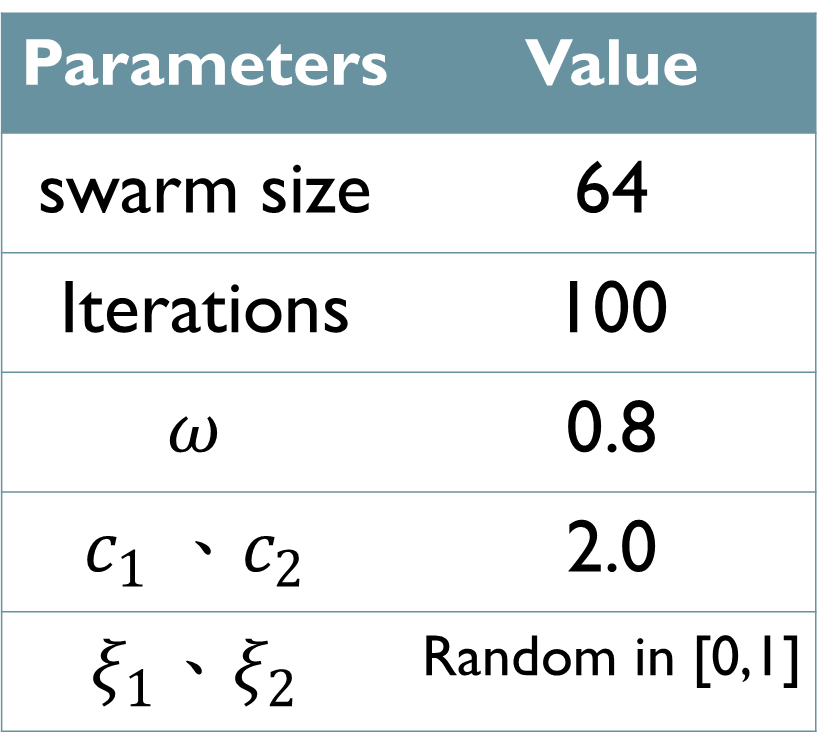 Parameters Value
swarm size 64
Iterations 100
ω 0.8
c₁ 、c₂ 2.0
ξ₁、ξ₂ Random in [0,1]